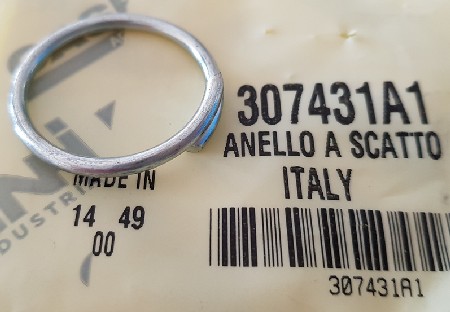 307431A1
ANELLO A SCATTO
MADE IN
ITALY
14 49
00
307431A1